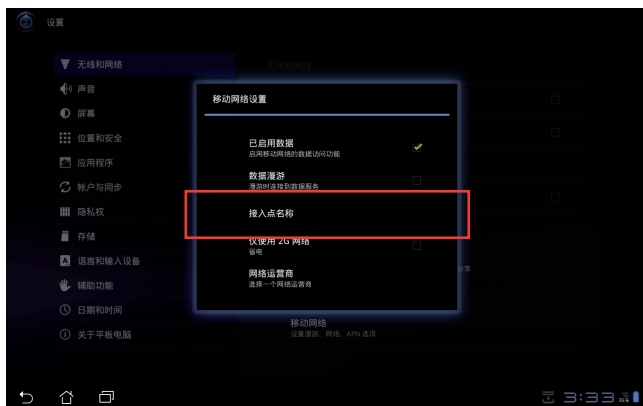 设置
无线和网络
声音
屏幕
位置和安全
应用程序
帐户与同步
隐私权
存储
语言和输入设备
辅助功能
日期和时间
关于平板电脑
无线和网络
移动网络设置
已启用数据
启用移动网络的数据访问功能
数据漫游
漫游时连接到数据服务
接入点名称
仅使用 2G 网络
省电
网络运营商
选择一个网络运营商
分享
移动网络
设置漫游、网络、APN 选项
3:33
3G